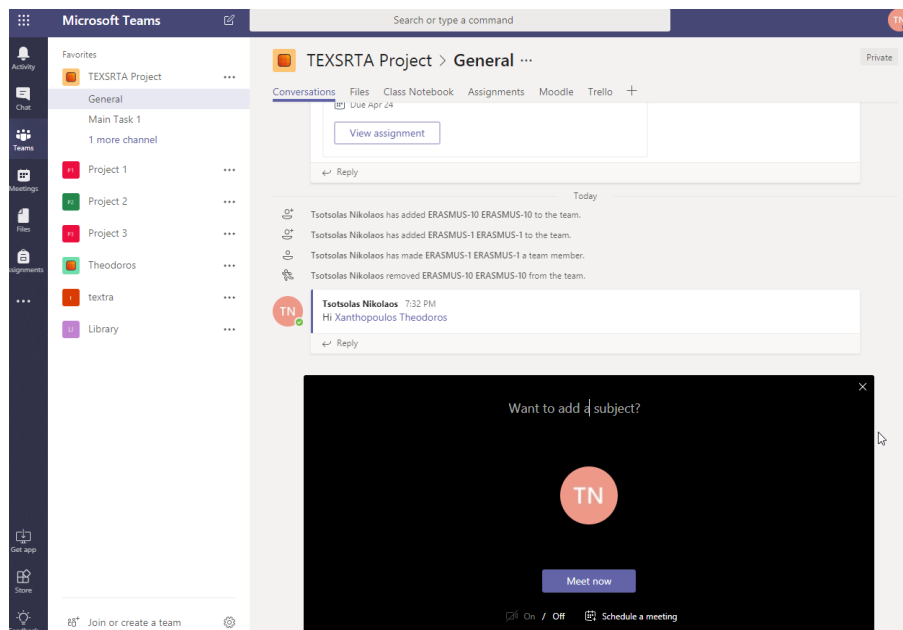 Microsoft Teams
Search or type a command
TN
Activity
Chat
Teams
Meetings
Files
ssignments
Get app
Store
Favorites
TEXSRTA Project
General
Main Task 1
1 more channel
P1 Project 1
P2 Project 2
P3 Project 3
Theodoros
t textra
Li Library
Join or create a team
TEXSRTA Project > General
Private
Conversations Files Class Notebook Assignments Moodle Trello
Due Apr 24
View assignment
Reply
Today
Tsotsolas Nikolaos has added ERASMUS-10 ERASMUS-10 to the team.
Tsotsolas Nikolaos has added ERASMUS-1 ERASMUS-1 to the team.
Tsotsolas Nikolaos has made ERASMUS-1 ERASMUS-1 a team member.
Tsotsolas Nikolaos removed ERASMUS-10 ERASMUS-10 from the team.
TN
Tsotsolas Nikolaos 7:32 PM
Hi Xanthopoulos Theodoros
Reply
Want to add a subject?
TN
Meet now
On / Off Schedule a meeting